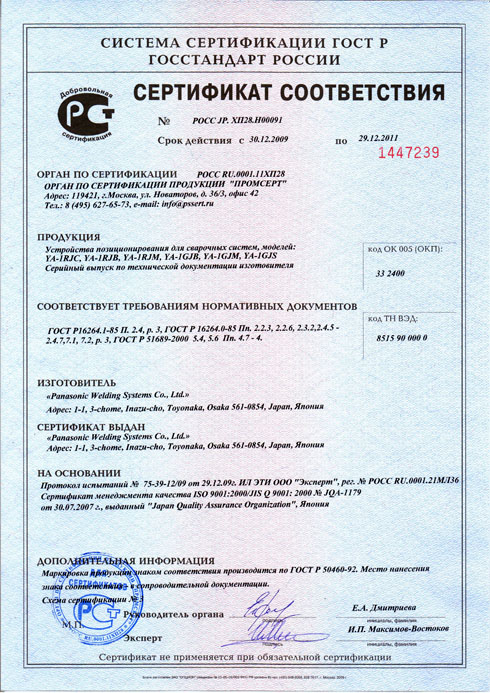 СИСТЕМА СЕРТИФИКАЦИИ ГОСТ Р
ГОССТАНДАРТ РОССИИ
Добровольная
сертификация
СЕРТИФИКАТ СООТВЕТСТВИЯ
№ РОСС JP. ХП28.Н00091
Срок действия с 30.12.2009 по 29.12.2011
1447239
ОРГАН ПО СЕРТИФИКАЦИИ РОСС RU.0001.11ХП28
ОРГАН ПО СЕРТИФИКАЦИИ ПРОДУКЦИИ "ПРОМСЕРТ"
Адрес: 119421, г.Москва, ул. Новаторов, д. 36/3, офис 42
Тел.: 8 (495) 627-65-73, e-mail: info@pssert.ru
ПРОДУКЦИЯ
Устройства позиционирования для сварочных систем, моделей:
YA-1RJC, YA-1RJB, YA-1RJM, YA-1GJB, YA-1GJM, YA-1GJS
Серийный выпуск по технической документации изготовителя
код ОК 005 (ОКП):
33 2400
СООТВЕТСТВУЕТ ТРЕБОВАНИЯМ НОРМАТИВНЫХ ДОКУМЕНТОВ
ГОСТ Р16264.1-85 П. 2.4, р. 3, ГОСТ Р 16264.0-85 Пп. 2.2.3, 2.2.6, 2.3.2,2.4.5 -
2.4.7,7.1, 7.2, р. 3, ГОСТ Р 51689-2000 5.4, 5.6 Пп. 4.7 - 4.
код ТН ВЭД:
8515 90 000 0
ИЗГОТОВИТЕЛЬ
«Panasonic Welding Systems Co., Ltd.»
Адрес: 1-1, 3-chome, Inazu-cho, Toyonaka, Osaka 561-0854, Japan, Япония
СЕРТИФИКАТ ВЫДАН
«Panasonic Welding Systems Co., Ltd.»
Адрес: 1-1, 3-chome, Inazu-cho, Toyonaka, Osaka 561-0854, Japan, Япония
НА ОСНОВАНИИ
Протокол испытаний № 75-39-12/09 от 29.12.09г. ИЛ ЭТИ ООО "Эксперт", рег. № РОСС RU.0001.21МЛ36
Сертификат менеджмента качества ISO 9001:2000/JIS Q 9001: 2000 № JQA-1179
от 30.07.2007 г., выданный "Japan Quality Assurance Organization", Япония
ДОПОЛНИТЕЛЬНАЯ ИНФОРМАЦИЯ
Маркировка продукции знаком соответствия производится по ГОСТ Р 50460-92. Место нанесения
знака соответствия в сопроводительной документации.
Схема сертификации № 3
М.П.
Руководитель органа
подпись
Е.А. Дмитриева
инициалы, фамилия
Эксперт
подпись
И.П. Максимов-Востоков
инициалы, фамилия
Сертификат не применяется при обязательной сертификации